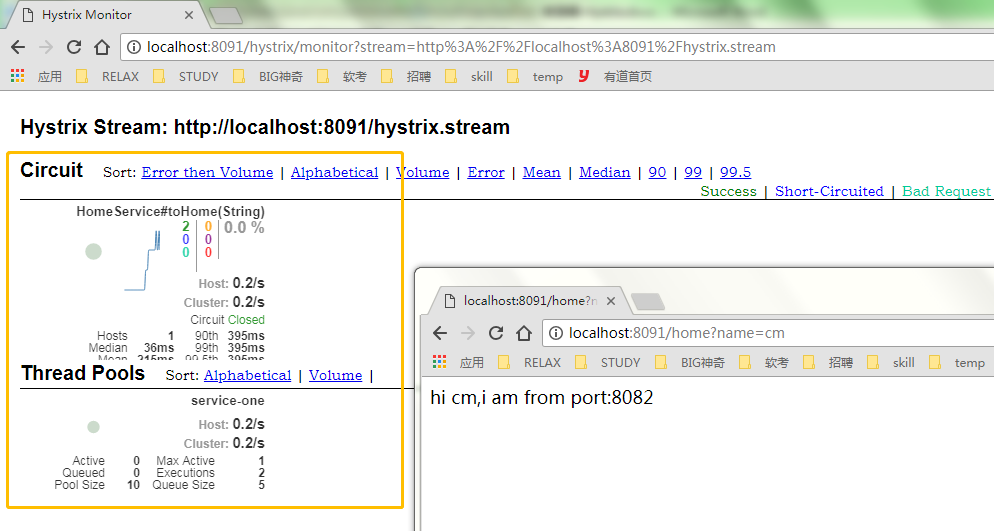 Hystrix Monitor
localhost:8091/hystrix/monitor?stream=http%3A%2F%2Flocalhost%3A8091%2Fhystrix.stream
应用 RELAX STUDY BIG神奇 软考 招聘 skill temp 有道首页
Hystrix Stream: http://localhost:8091/hystrix.stream
Circuit Sort: Error then Volume | Alphabetical | Volume | Error | Mean | Median | 90 | 99 | 99.5
Success | Short-Circuited | Bad Request
HomeService#toHome(String)
2 0 0.0 %
0 0
0 0
Host: 0.2/s
Cluster: 0.2/s
Circuit Closed
Hosts 1 90th 395ms
Median 36ms 99th 395ms
Mean 215ms 99.5th 395ms
Thread Pools Sort: Alphabetical | Volume |
service-one
Host: 0.2/s
Cluster: 0.2/s
Active 0 Max Active 1
Queued 0 Executions 2
Pool Size 10 Queue Size 5
localhost:8091/home?n
localhost:8091/home?name=cm
应用 RELAX STUDY BIG神奇 软考 招聘 skill temp
hi cm,i am from port:8082